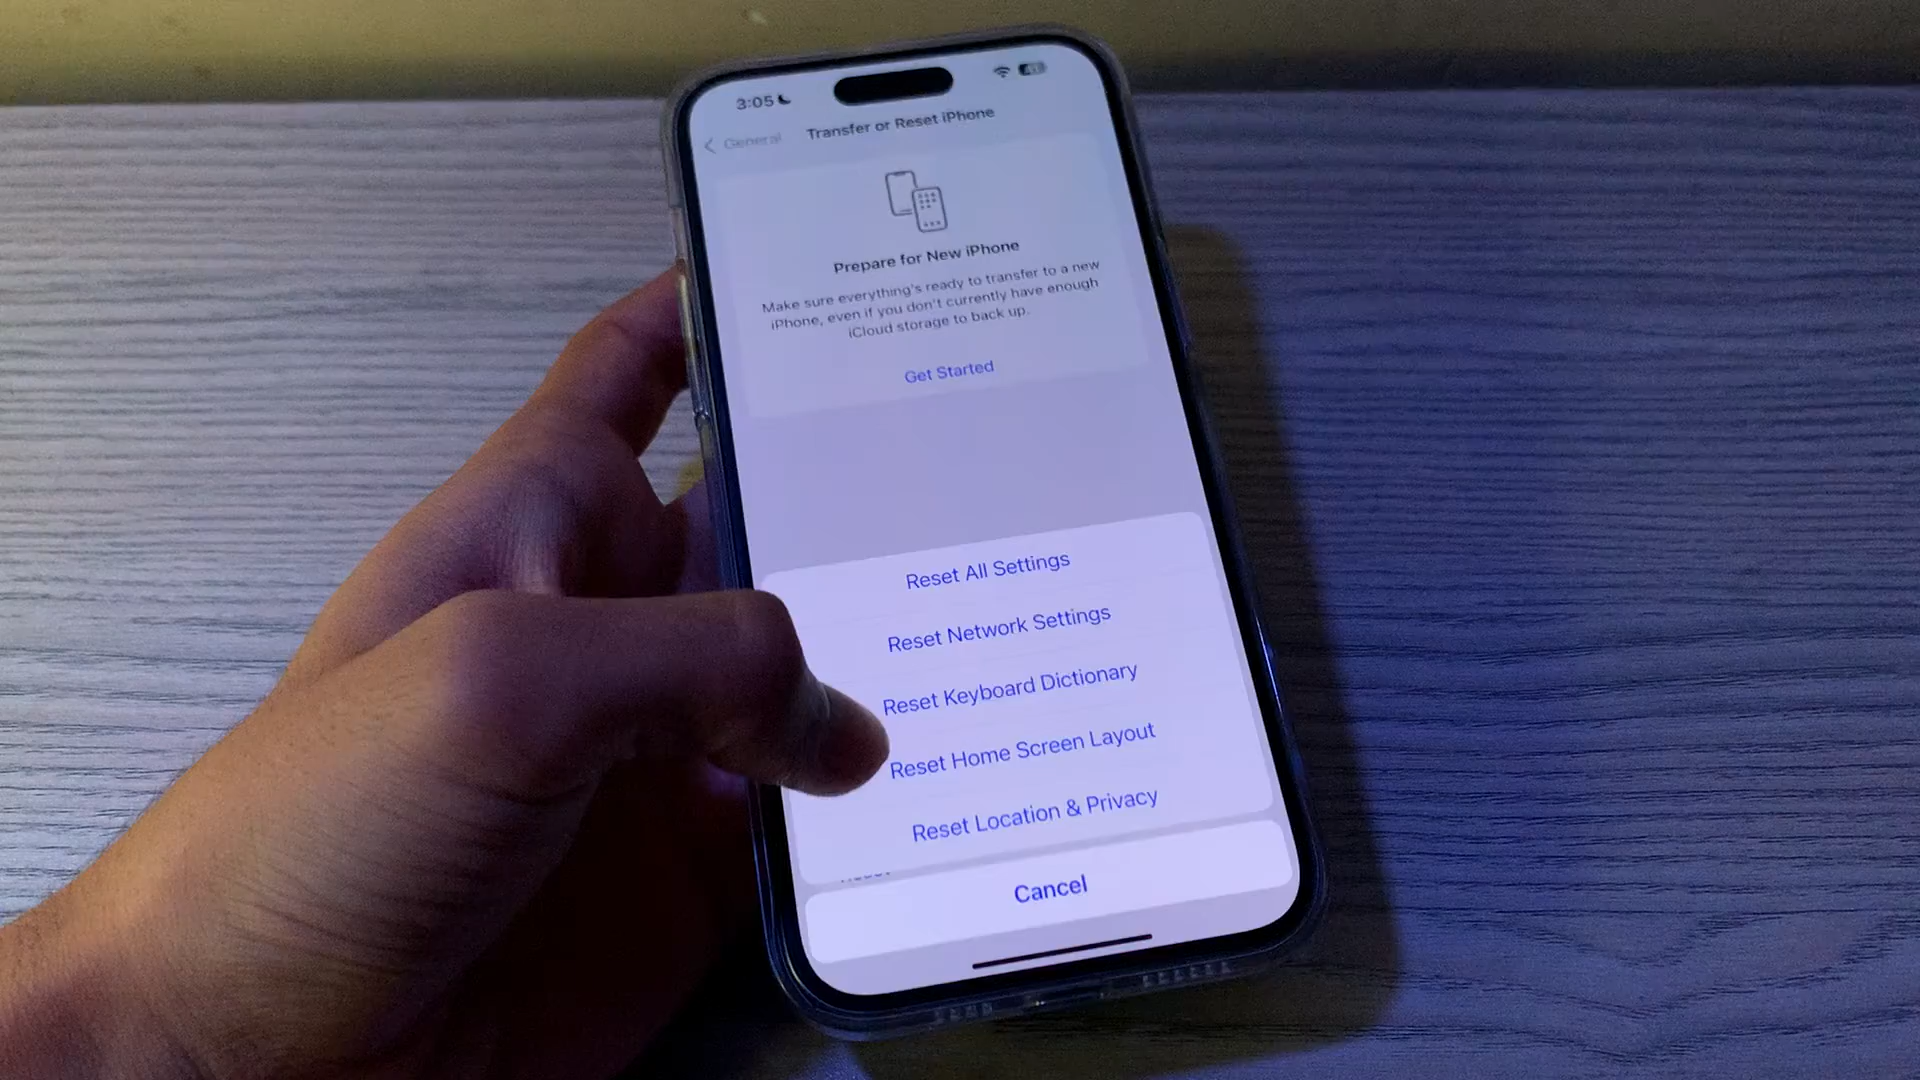 3:05
General
Transfer or Reset iPhone
Prepare for New iPhone
Make sure everything's ready to transfer to a new
iPhone, even if you don't currently have enough
iCloud storage to back up.
Get Started
Reset All Settings
Reset Network Settings
Reset Keyboard Dictionary
Reset Home Screen Layout
Reset Location & Privacy
Cancel